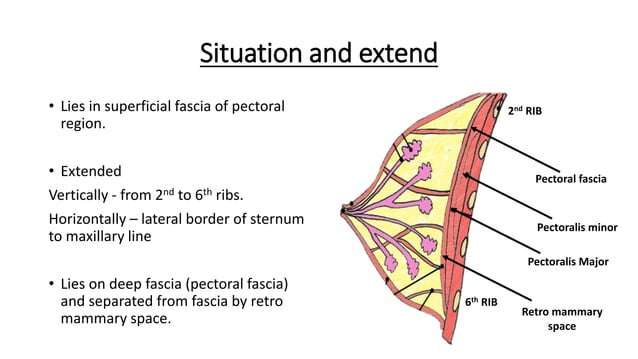 Situation and extend
• Lies in superficial fascia of pectoral
region.
• Extended
Vertically - from 2nd to 6th ribs.
Horizontally – lateral border of sternum
to maxillary line
• Lies on deep fascia (pectoral fascia)
and separated from fascia by retro
mammary space.
2nd RIB
Pectoral fascia
Pectoralis minor
Pectoralis Major
6th RIB
Retro mammary
space